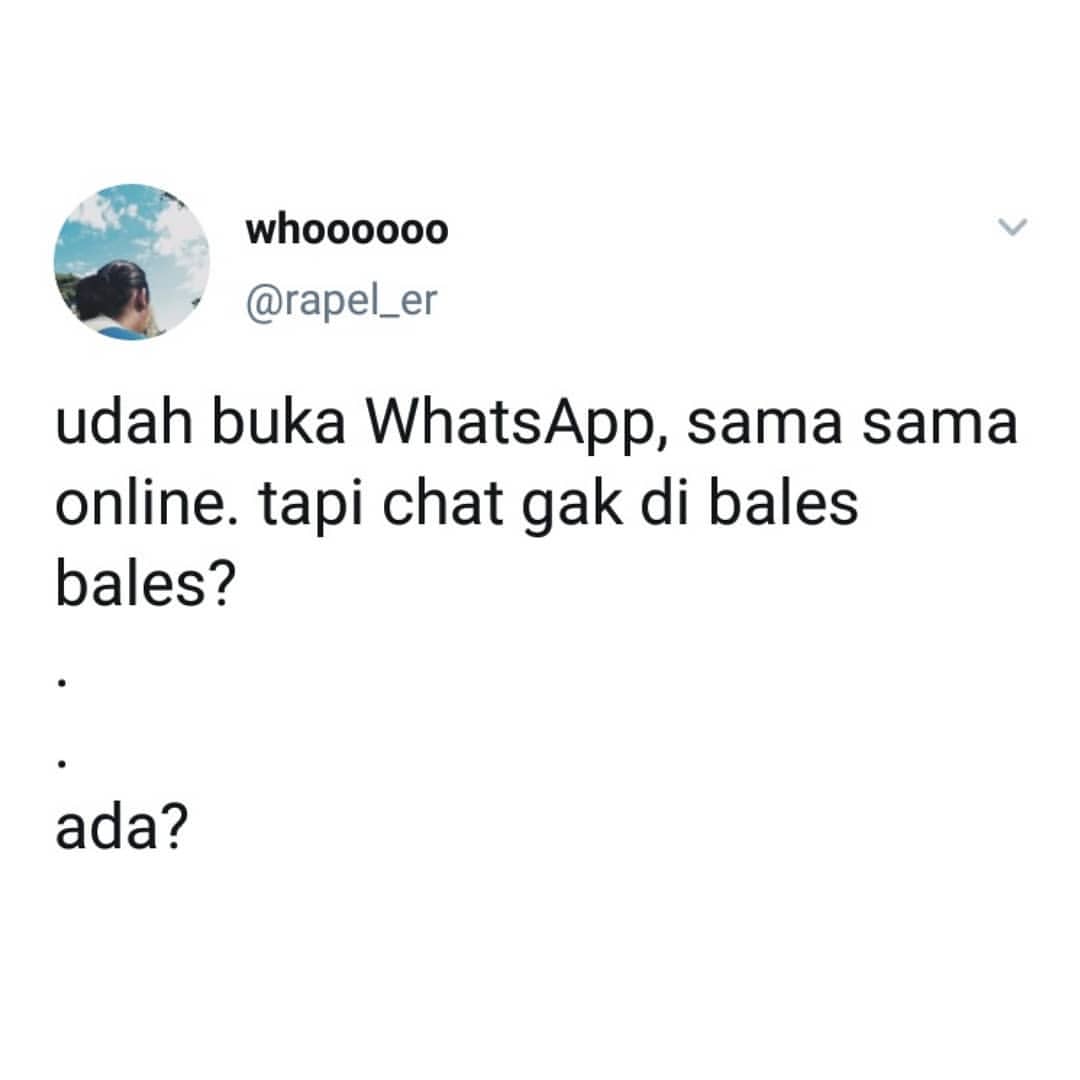 whoooooo
@rapel_er
udah buka WhatsApp, sama sama
online. tapi chat gak di bales
bales?
.
.
ada?